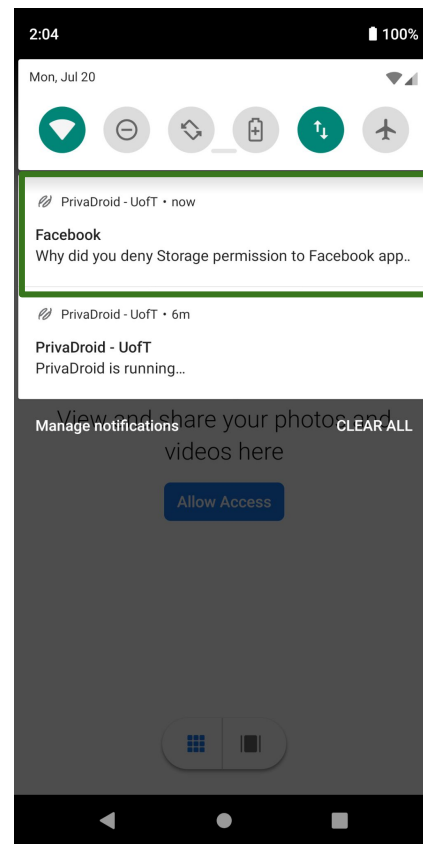 2:04 100%
Mon, Jul 20
PrivaDroid - UofT • now
Facebook
Why did you deny Storage permission to Facebook app..
PrivaDroid - UofT • 6m
PrivaDroid - UofT
PrivaDroid is running...
View and share your photos and
Manage notifications CLEAR ALL
videos here
Allow Access